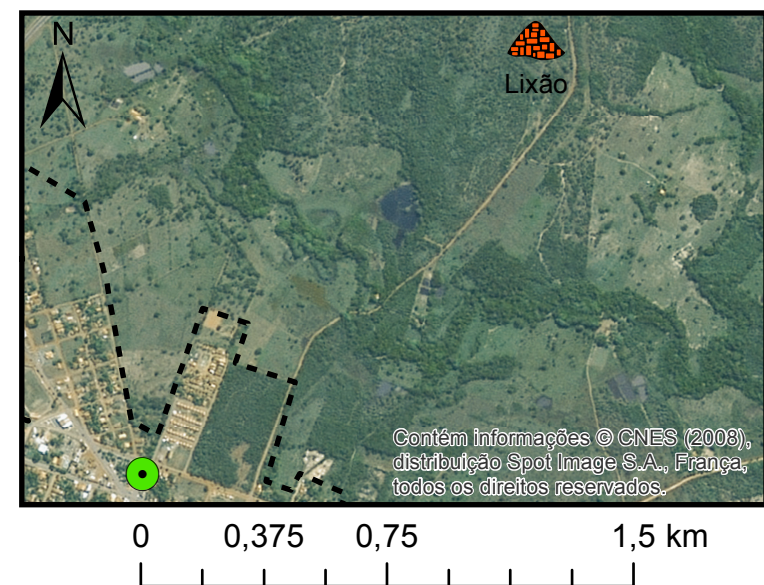 N
Lixão
Contém informações © CNES (2008),
distribuição Spot Image S.A., França,
todos os direitos reservados.
0 0,375 0,75 1,5 km